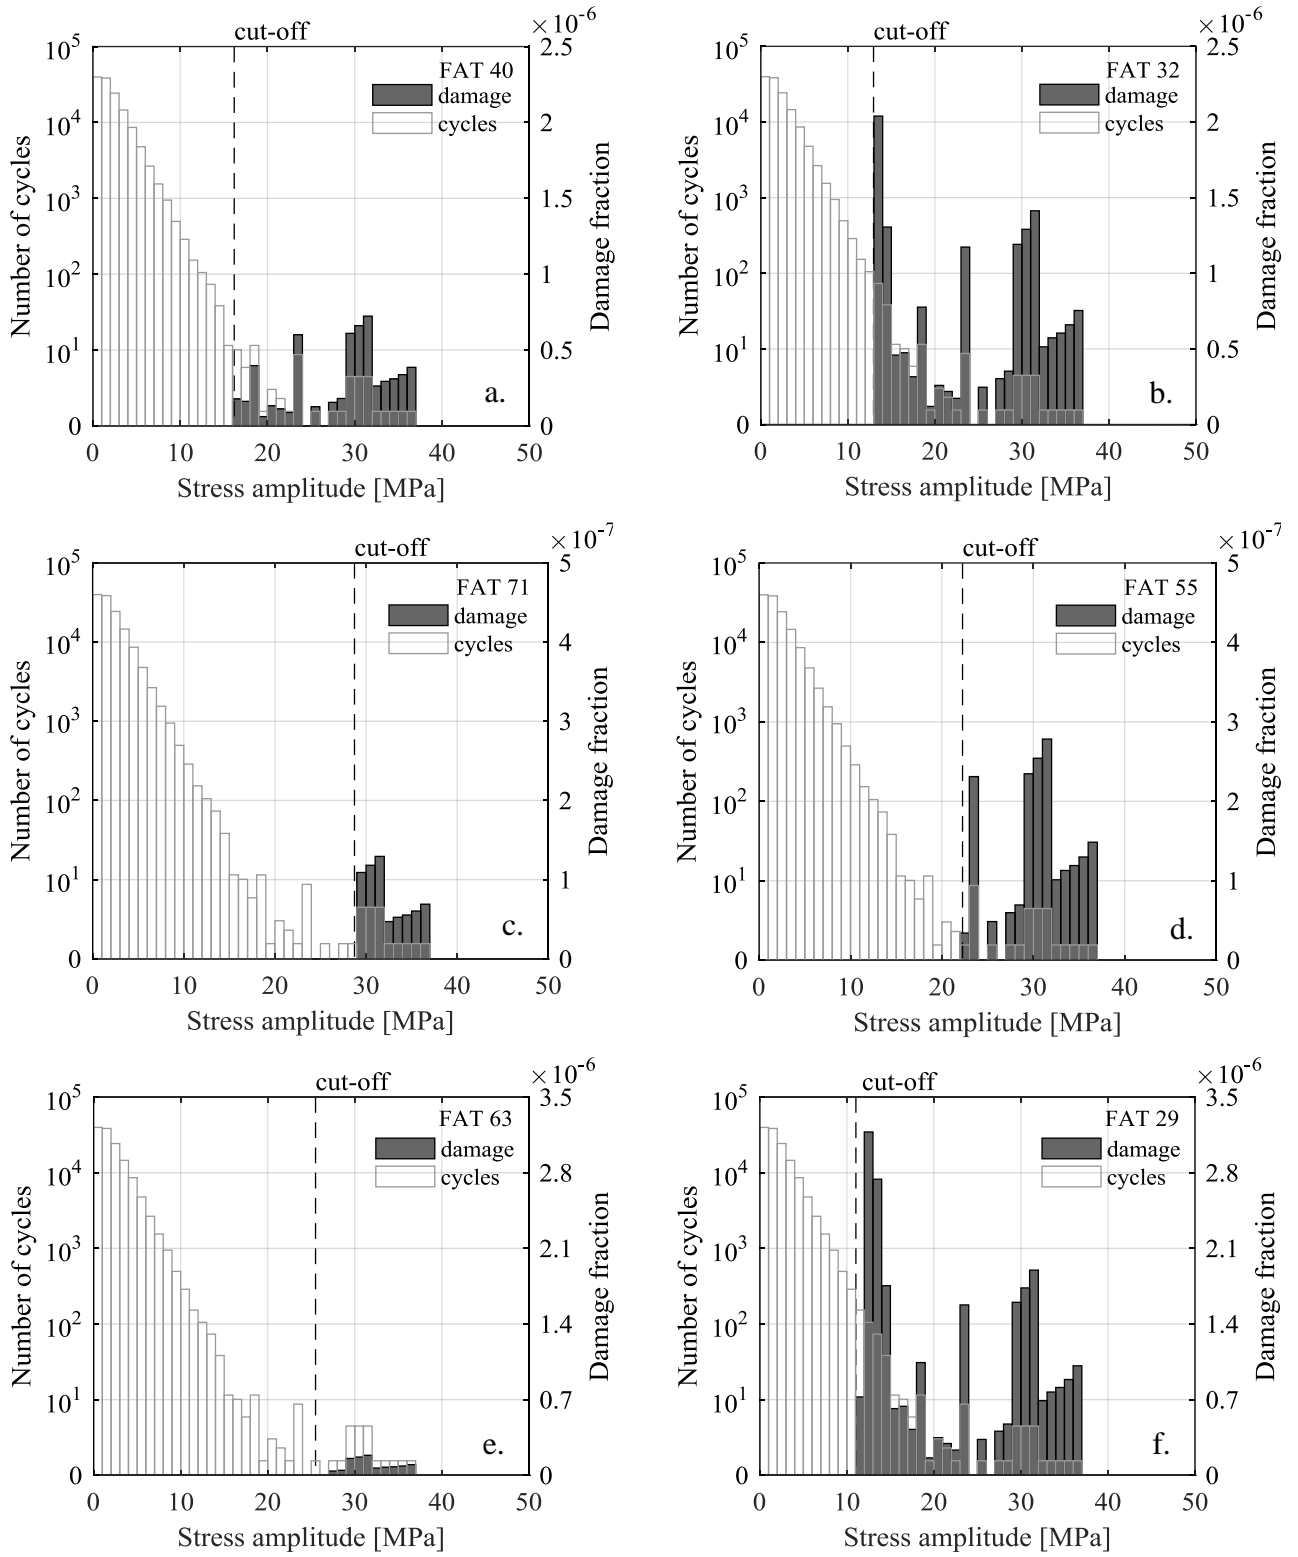 cut-off
×10⁻⁶
10⁵
2.5
FAT 40
damage
cycles
10⁴
2
10³
1.5
10²
1
10¹
0.5
0
0
a.
0 10 20 30 40 50
Number of cycles
Damage fraction
Stress amplitude [MPa]
cut-off
×10⁻⁶
10⁵
2.5
FAT 32
damage
cycles
10⁴
2
10³
1.5
10²
1
10¹
0.5
0
0
b.
0 10 20 30 40 50
Number of cycles
Damage fraction
Stress amplitude [MPa]
cut-off
×10⁻⁷
10⁵
5
FAT 71
damage
cycles
10⁴
4
10³
3
10²
2
10¹
1
0
0
c.
0 10 20 30 40 50
Number of cycles
Damage fraction
Stress amplitude [MPa]
cut-off
×10⁻⁷
10⁵
5
FAT 55
damage
cycles
10⁴
4
10³
3
10²
2
10¹
1
0
0
d.
0 10 20 30 40 50
Number of cycles
Damage fraction
Stress amplitude [MPa]
cut-off
×10⁻⁶
10⁵
3.5
FAT 63
damage
cycles
10⁴
2.8
10³
2.1
10²
1.4
10¹
0.7
0
0
e.
0 10 20 30 40 50
Number of cycles
Damage fraction
Stress amplitude [MPa]
cut-off
×10⁻⁶
10⁵
3.5
FAT 29
damage
cycles
10⁴
2.8
10³
2.1
10²
1.4
10¹
0.7
0
0
f.
0 10 20 30 40 50
Number of cycles
Damage fraction
Stress amplitude [MPa]